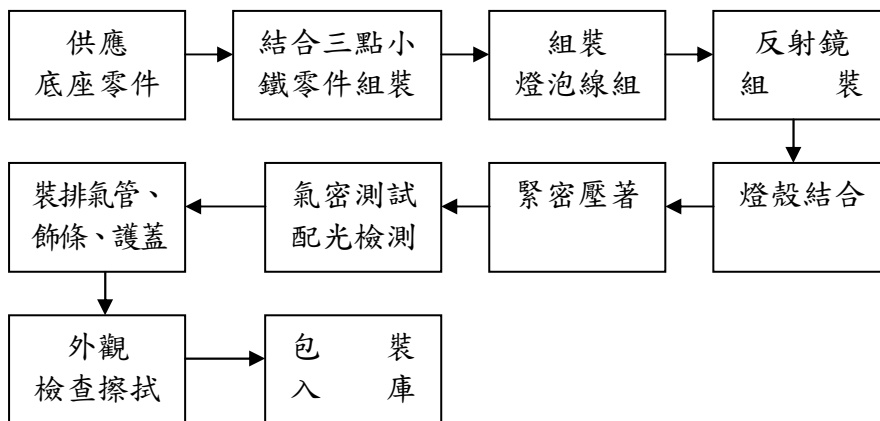 供應
底座零件
結合三點小
鐵零件組裝
組裝
燈泡線組
反射鏡
組　　裝
燈殼結合
緊密壓著
氣密測試
配光檢測
裝排氣管、
飾條、護蓋
外觀
檢查擦拭
包　　裝
入　　庫